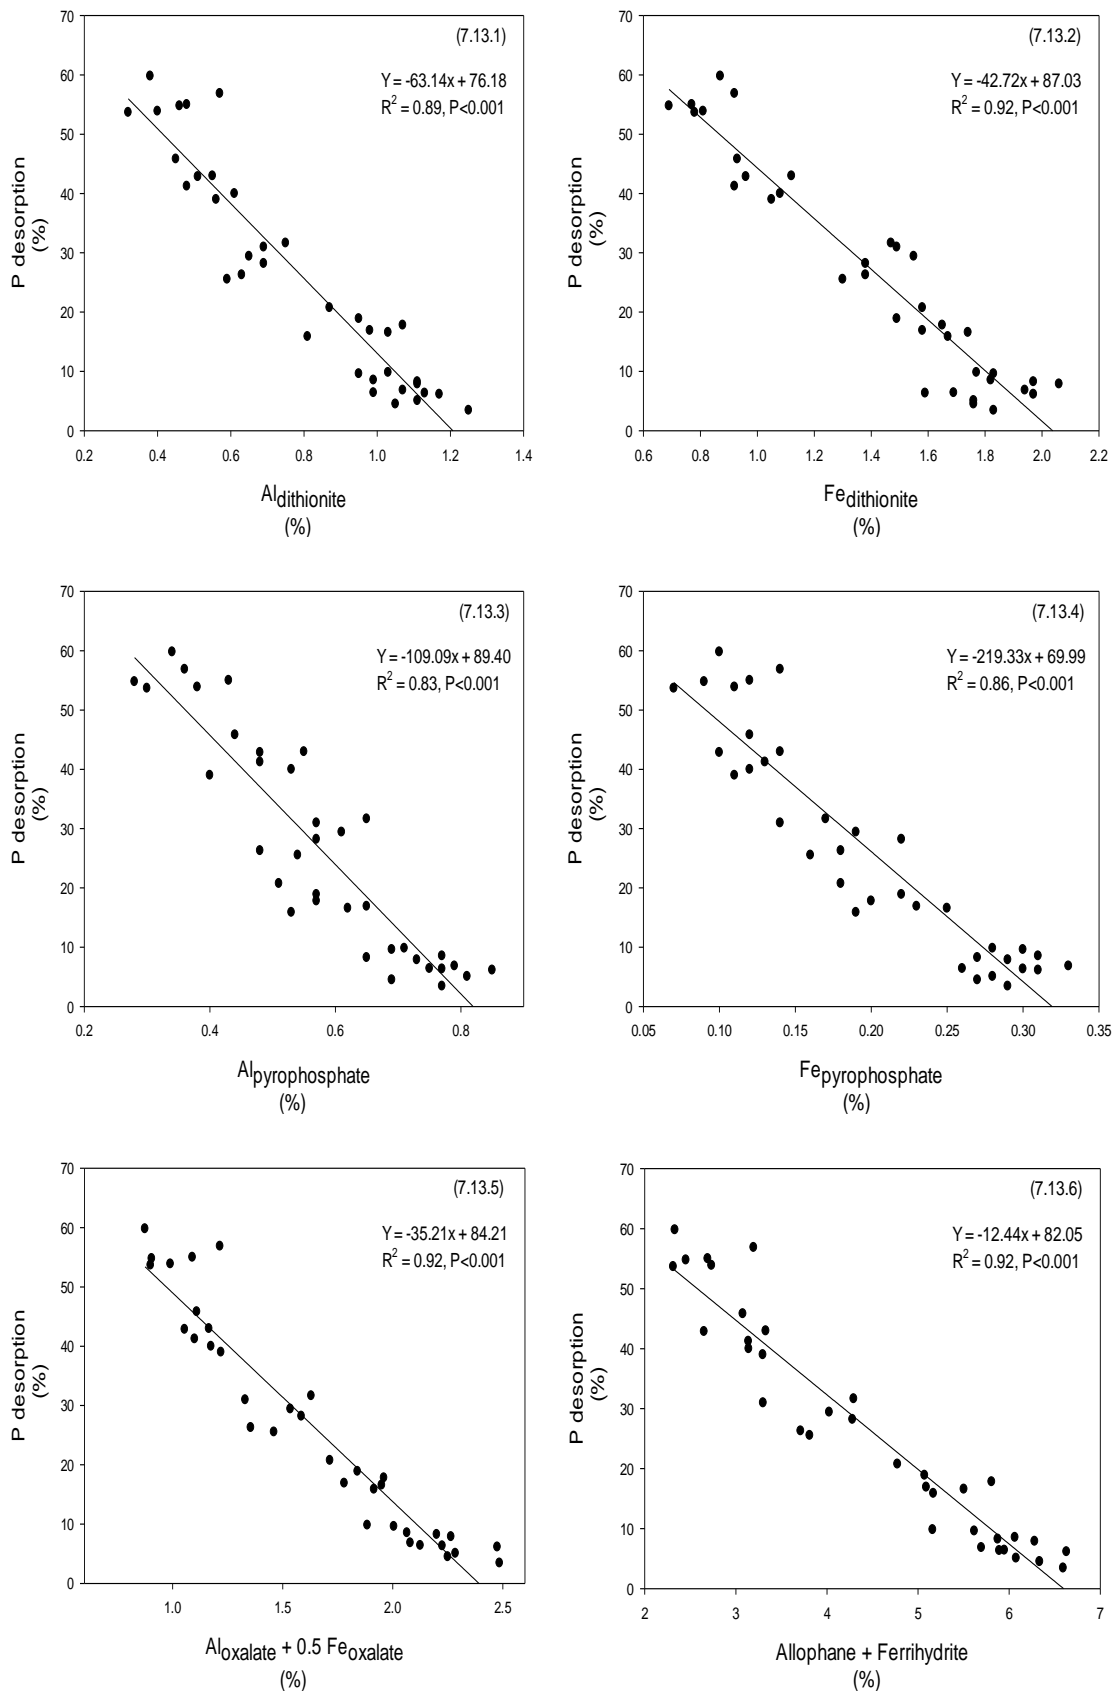 (7.13.1)
Y = -63.14x + 76.18
R² = 0.89, P<0.001
P desorption
(%)
70
60
50
40
30
20
10
0
0.2 0.4 0.6 0.8 1.0 1.2 1.4
Al dithionite
(%)
(7.13.2)
Y = -42.72x + 87.03
R² = 0.92, P<0.001
P desorption
(%)
70
60
50
40
30
20
10
0
0.6 0.8 1.0 1.2 1.4 1.6 1.8 2.0 2.2
Fe dithionite
(%)
(7.13.3)
Y = -109.09x + 89.40
R² = 0.83, P<0.001
P desorption
(%)
70
60
50
40
30
20
10
0
0.2 0.4 0.6 0.8
Al pyrophosphate
(%)
(7.13.4)
Y = -219.33x + 69.99
R² = 0.86, P<0.001
P desorption
(%)
70
60
50
40
30
20
10
0
0.05 0.10 0.15 0.20 0.25 0.30 0.35
Fe pyrophosphate
(%)
(7.13.5)
Y = -35.21x + 84.21
R² = 0.92, P<0.001
P desorption
(%)
70
60
50
40
30
20
10
0
1.0 1.5 2.0 2.5
Al oxalate + 0.5 Fe oxalate
(%)
(7.13.6)
Y = -12.44x + 82.05
R² = 0.92, P<0.001
P desorption
(%)
70
60
50
40
30
20
10
0
2 3 4 5 6 7
Allophane + Ferrihydrite
(%)